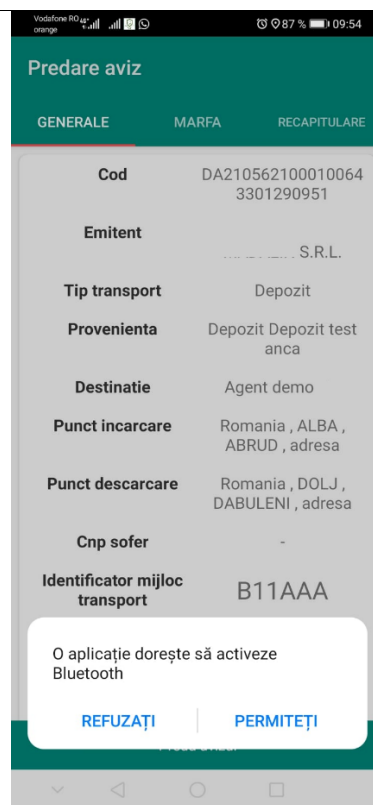 Vodafone RO
orange
87 % 09:54
Predare aviz
GENERALE MARFA RECAPITULARE
Cod DA210562100010064
3301290951
Emitent
S.R.L.
Tip transport Depozit
Provenienta Depozit Depozit test
anca
Destinatie Agent demo
Punct incarcare Romania , ALBA ,
ABRUD , adresa
Punct descarcare Romania , DOLJ ,
DABULENI , adresa
Cnp sofer -
Identificator mijloc
transport B11AAA
O aplicație dorește să activeze
Bluetooth
REFUZAȚI PERMITEȚI